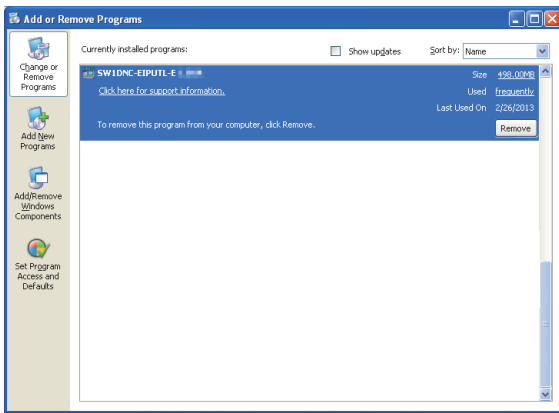 Add or Remove Programs
Change or
Remove
Programs
Add New
Programs
Add/Remove
Windows
Components
Set Program
Access and
Defaults
Currently installed programs:
Show updates
Sort by: Name
SW1DNC-EIPUTL-E
Size 498.00MB
Click here for support information.
Used frequently
Last Used On 2/26/2013
To remove this program from your computer, click Remove.
Remove